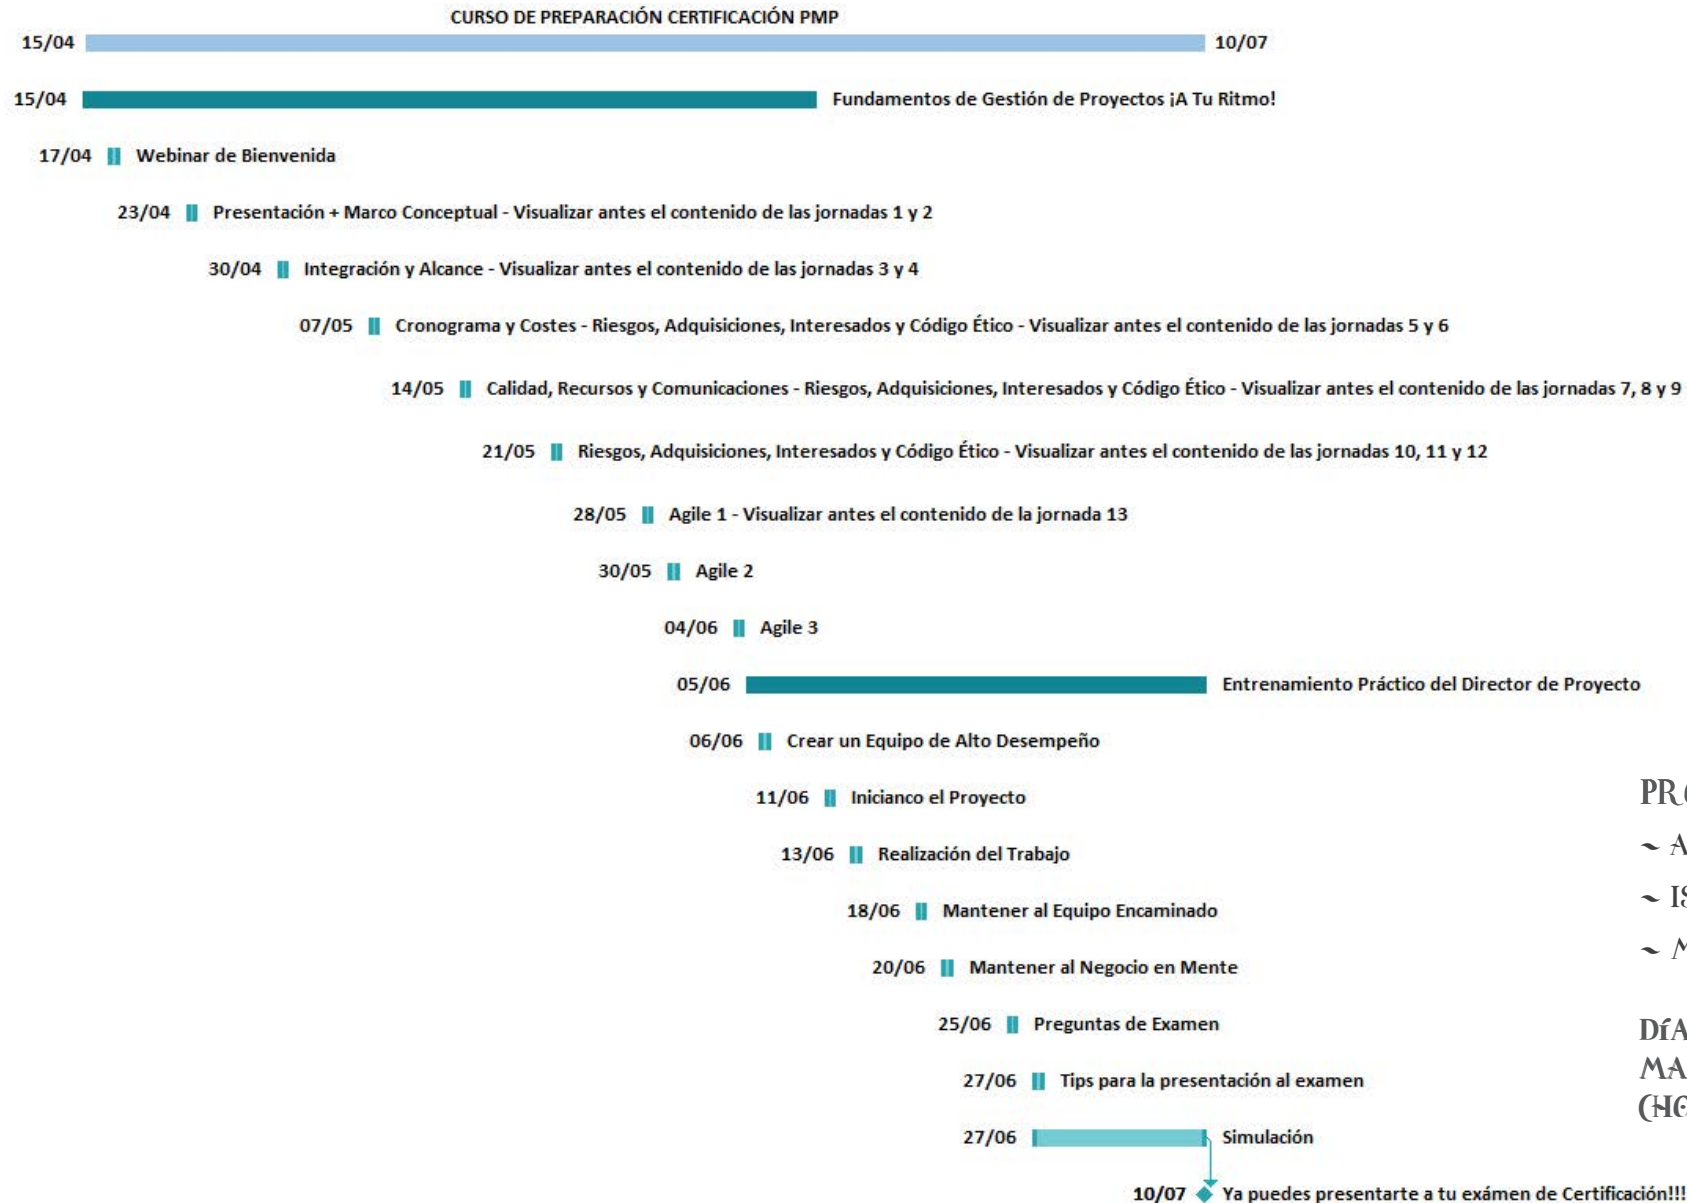 CURSO DE PREPARACIÓN CERTIFICACIÓN PMP
15/04 10/07
15/04 Fundamentos de Gestión de Proyectos ¡A Tu Ritmo!
17/04 Webinar de Bienvenida
23/04 Presentación + Marco Conceptual - Visualizar antes el contenido de las jornadas 1 y 2
30/04 Integración y Alcance - Visualizar antes el contenido de las jornadas 3 y 4
07/05 Cronograma y Costes - Riesgos, Adquisiciones, Interesados y Código Ético - Visualizar antes el contenido de las jornadas 5 y 6
14/05 Calidad, Recursos y Comunicaciones - Riesgos, Adquisiciones, Interesados y Código Ético - Visualizar antes el contenido de las jornadas 7, 8 y 9
21/05 Riesgos, Adquisiciones, Interesados y Código Ético - Visualizar antes el contenido de las jornadas 10, 11 y 12
28/05 Agile 1 - Visualizar antes el contenido de la jornada 13
30/05 Agile 2
04/06 Agile 3
05/06 Entrenamiento Práctico del Director de Proyecto
06/06 Crear un Equipo de Alto Desempeño
11/06 Inicianco el Proyecto
13/06 Realización del Trabajo
18/06 Mantener al Equipo Encaminado
20/06 Mantener al Negocio en Mente
25/06 Preguntas de Examen
27/06 Tips para la presentación al examen
27/06 Simulación
10/07 Ya puedes presentarte a tu exámen de Certificación!!!